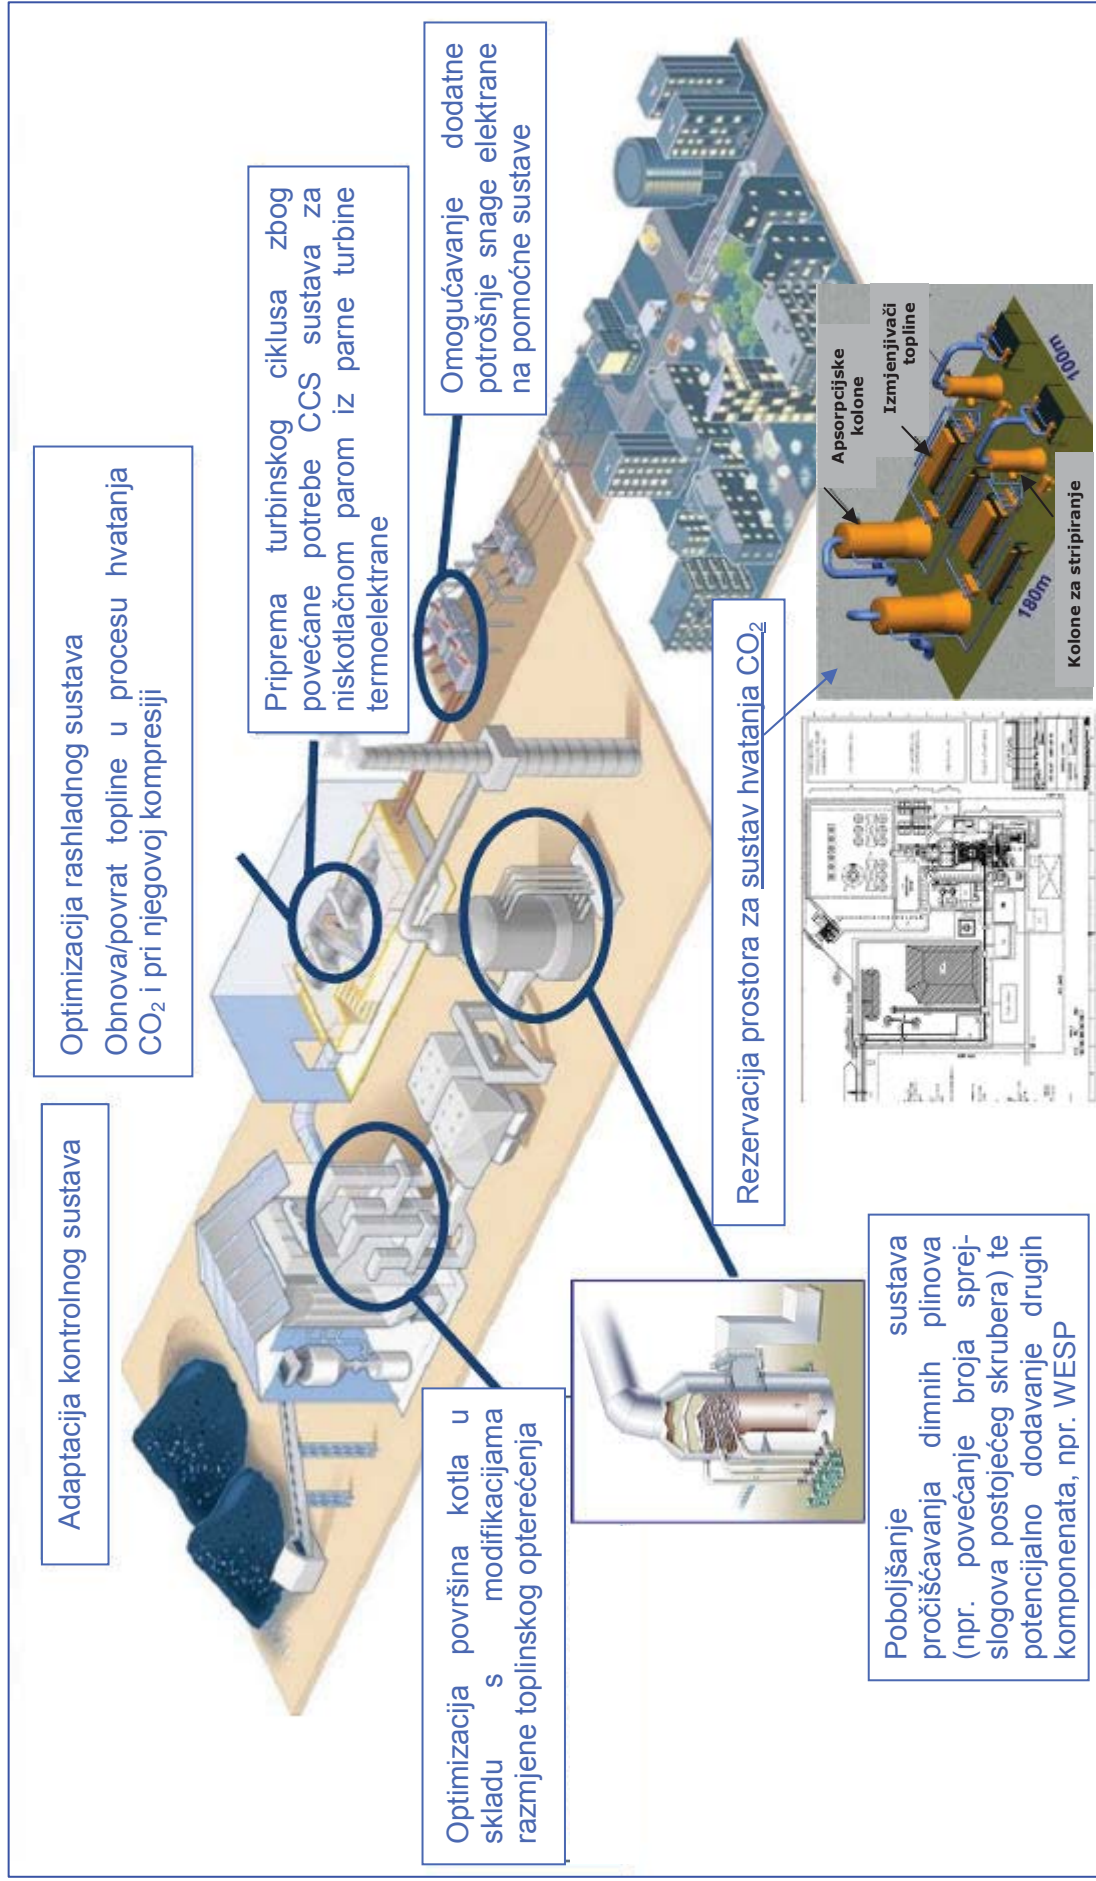 Adaptacija kontrolnog sustava
Optimizacija rashladnog sustava
Obnova/povrat topline u procesu hvatanja
CO₂ i pri njegovoj kompresiji
Priprema turbinskog ciklusa zbog
povećane potrebe CCS sustava za
niskotlačnom parom iz parne turbine
termoelektrane
Omogućavanje dodatne
potrošnje snage elektrane
na pomoćne sustave
Optimizacija površina kotla u
skladu s modifikacijama
razmjene toplinskog opterećenja
Poboljšanje sustava
pročišćavanja dimnih plinova
(npr. povećanje broja sprej-
slogova postojećeg skrubera) te
potencijalno dodavanje drugih
komponenata, npr. WESP
Rezervacija prostora za sustav hvatanja CO₂
Apsorpcijske
kolone
Izmjenjivači
topline
Kolone za stripiranje
180m
100m